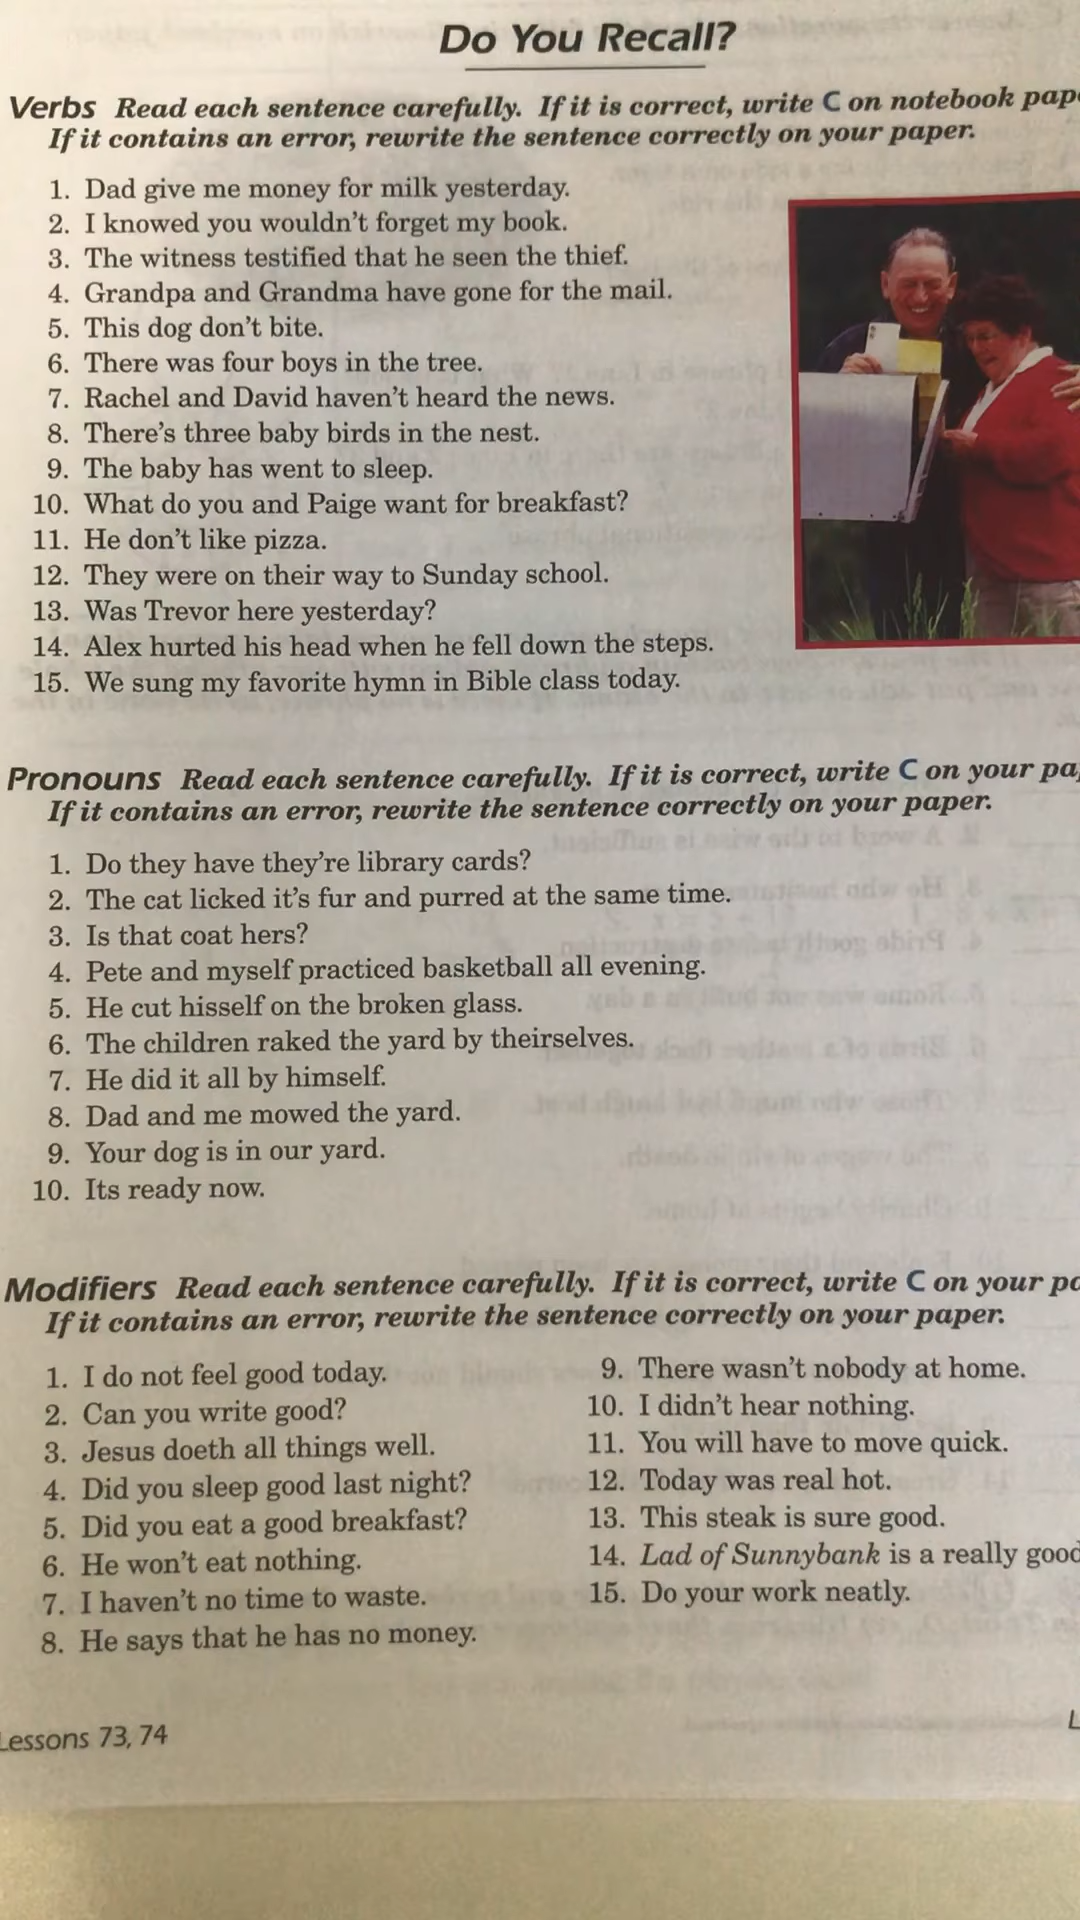 Do You Recall?
Verbs Read each sentence carefully. If it is correct, write C on notebook
If it contains an error, rewrite the sentence correctly on your paper.
1. Dad give me money for milk yesterday.
2. I knowed you wouldn't forget my book.
3. The witness testified that he seen the thief.
4. Grandpa and Grandma have gone for the mail.
5. This dog don't bite.
6. There was four boys in the tree.
7. Rachel and David haven't heard the news.
8. There's three baby birds in the nest.
9. The baby has went to sleep.
10. What do you and Paige want for breakfast?
11. He don't like pizza.
12. They were on their way to Sunday school.
13. Was Trevor here yesterday?
14. Alex hurted his head when he fell down the steps.
15. We sung my favorite hymn in Bible class today.
Pronouns Read each sentence carefully. If it is correct, write C on your
If it contains an error, rewrite the sentence correctly on your paper.
1. Do they have they're library cards?
2. The cat licked it's fur and purred at the same time.
3. Is that coat hers?
4. Pete and myself practiced basketball all evening.
5. He cut hisself on the broken glass.
6. The children raked the yard by theirselves.
7. He did it all by himself.
8. Dad and me mowed the yard.
9. Your dog is in our yard.
10. Its ready now.
Modifiers Read each sentence carefully. If it is correct, write C on your
If it contains an error, rewrite the sentence correctly on your paper.
1. I do not feel good today.
2. Can you write good?
3. Jesus doeth all things well.
4. Did you sleep good last night?
5. Did you eat a good breakfast?
6. He won't eat nothing.
7. I haven't no time to waste.
8. He says that he has no money.
9. There wasn't nobody at home.
10. I didn't hear nothing.
11. You will have to move quick.
12. Today was real hot.
13. This steak is sure good.
14. Lad of Sunnybank is a really good
15. Do your work neatly.
Lessons 73, 74